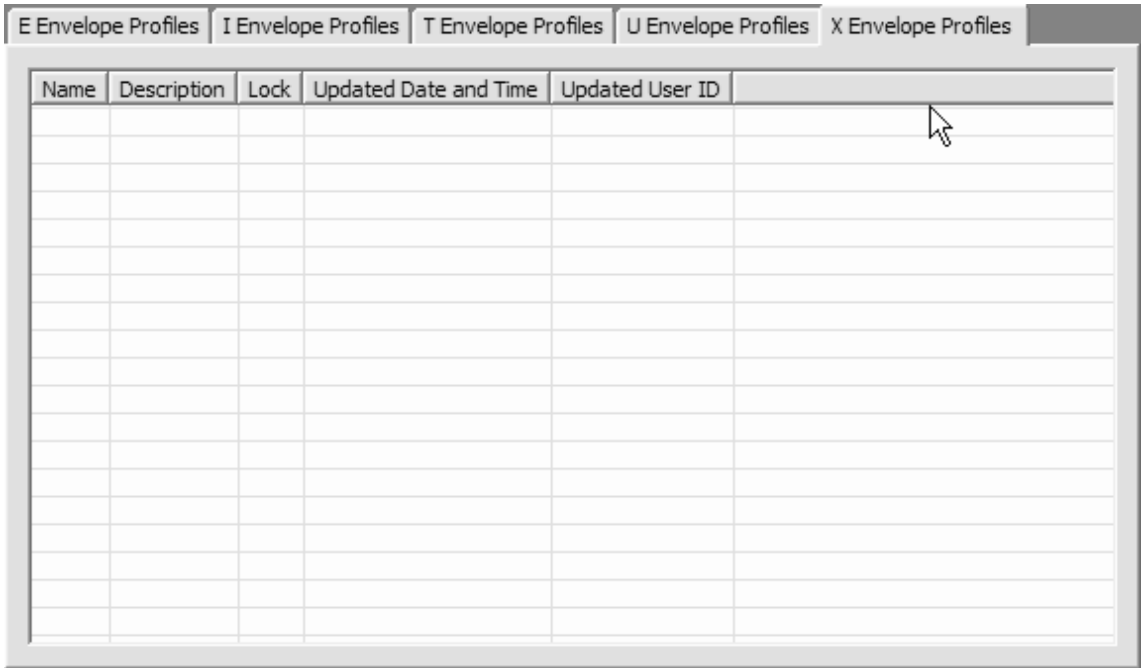 E Envelope Profiles I Envelope Profiles T Envelope Profiles U Envelope Profiles X Envelope Profiles
Name Description Lock Updated Date and Time Updated User ID